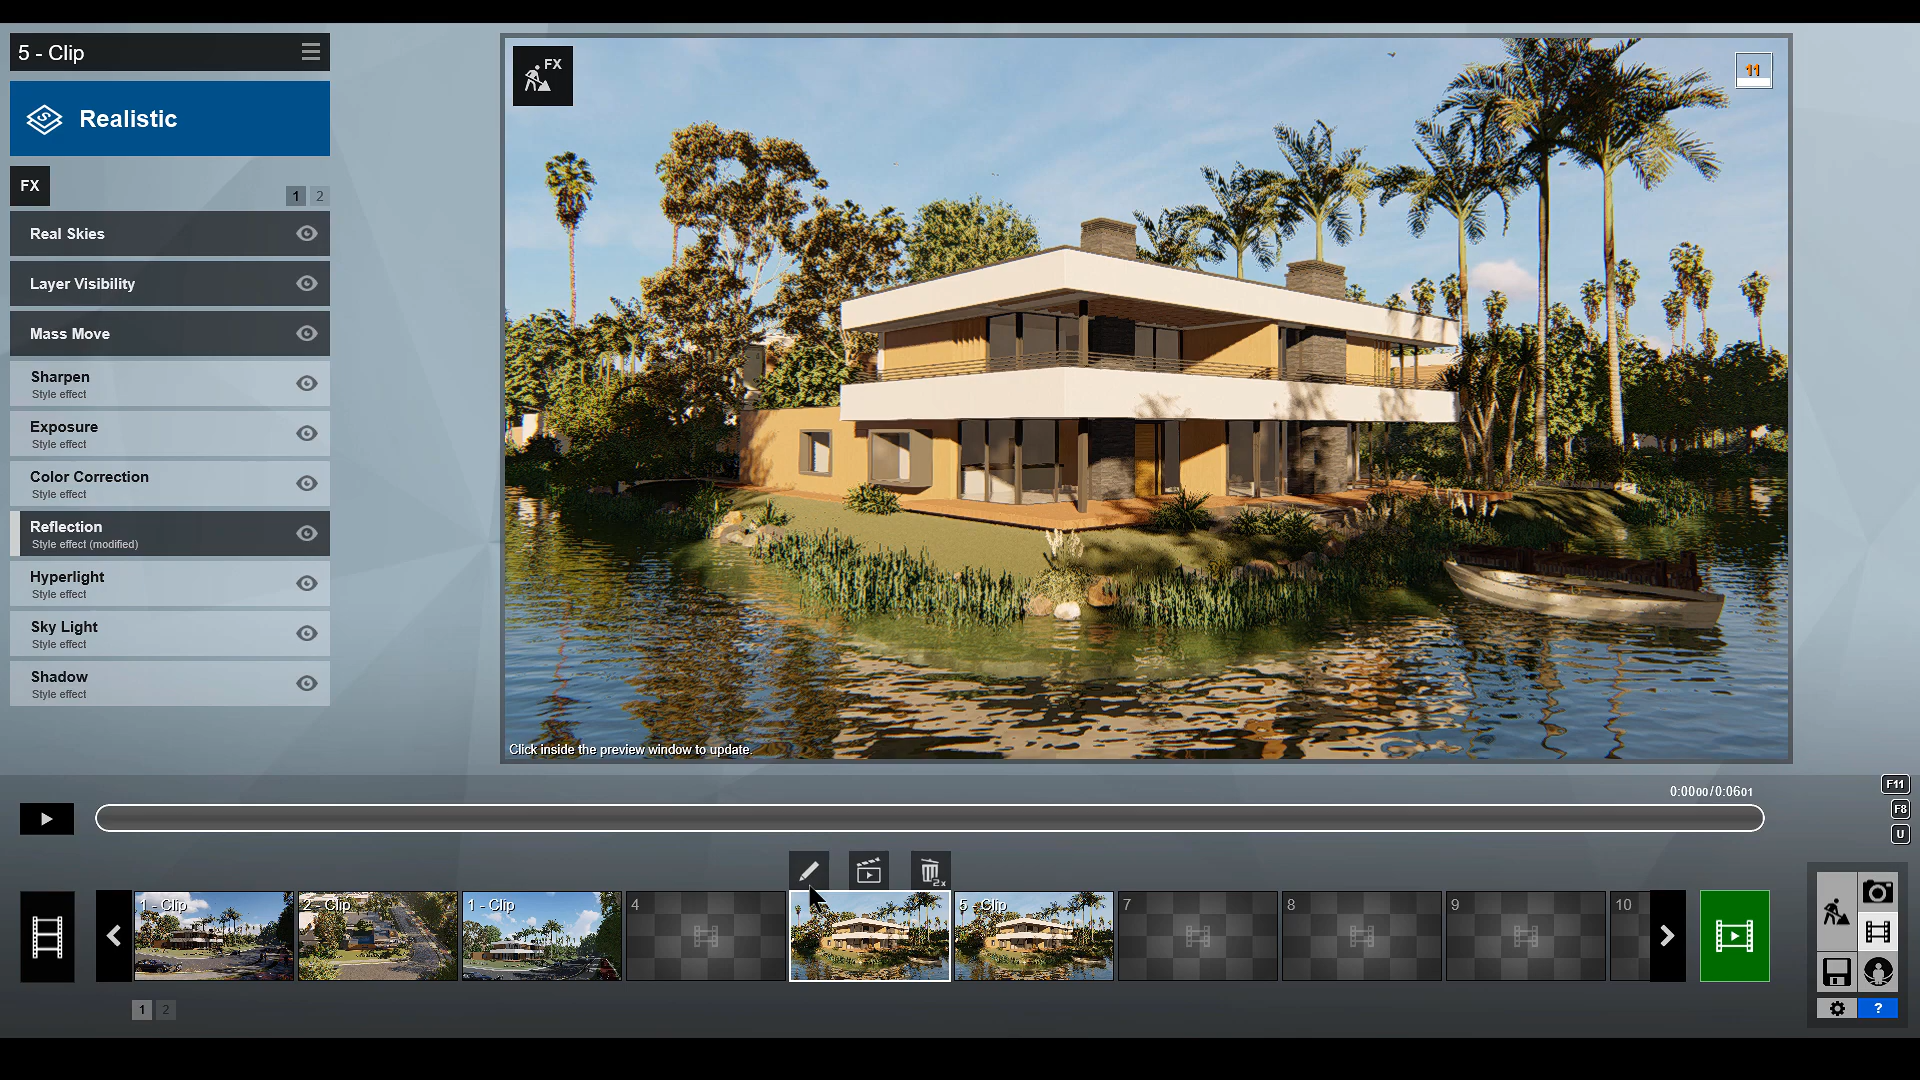 5 - Clip
Realistic
FX
1 2
Real Skies
Layer Visibility
Mass Move
Sharpen
Style effect
Exposure
Style effect
Color Correction
Style effect
Reflection
Style effect (modified)
Hyperlight
Style effect
Sky Light
Style effect
Shadow
Style effect
FX
11
Click inside the preview window to update.
0:0000/0:0601
F11
F8
U
2x
1 - Clip
2 - Clip
1 - Clip
4
5 - Clip
7
8
9
10
1 2
?